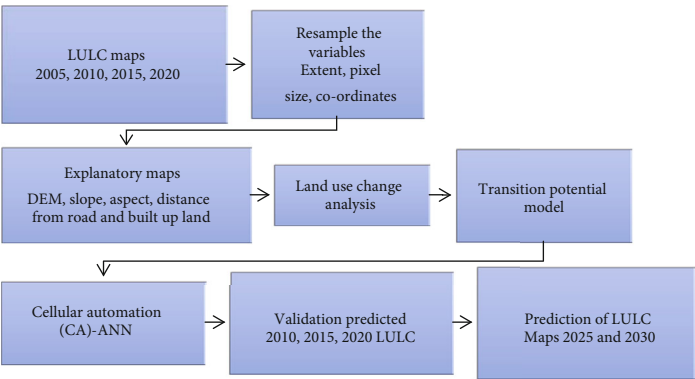 LULC maps
2005, 2010, 2015, 2020
Resample the
variables
Extent, pixel
size, co-ordinates
Explanatory maps
DEM, slope, aspect, distance
from road and built up land
Land use change
analysis
Transition potential
model
Cellular automation
(CA)-ANN
Validation predicted
2010, 2015, 2020 LULC
Prediction of LULC
Maps 2025 and 2030